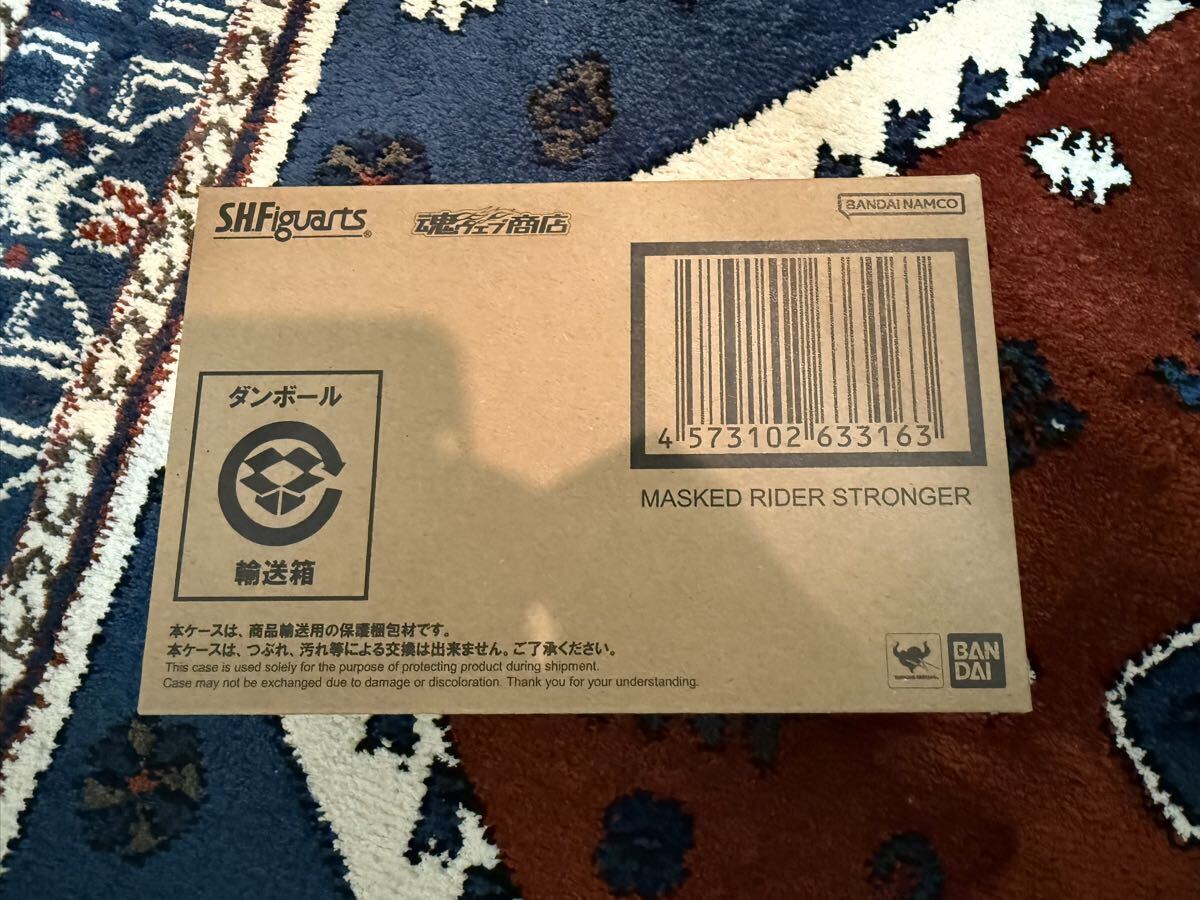 S.H.Figuarts®
魂ウェブ商店
BANDAI NAMCO
4 573102 633163
MASKED RIDER STRONGER
ダンボール
輸送箱
本ケースは、商品輸送用の保護梱包材です。
本ケースは、つぶれ、汚れ等による交換は出来ません。ご了承ください。
This case is used solely for the purpose of protecting product during shipment.
Case may not be exchanged due to damage or discoloration. Thank you for your understanding.
BAN
DAI